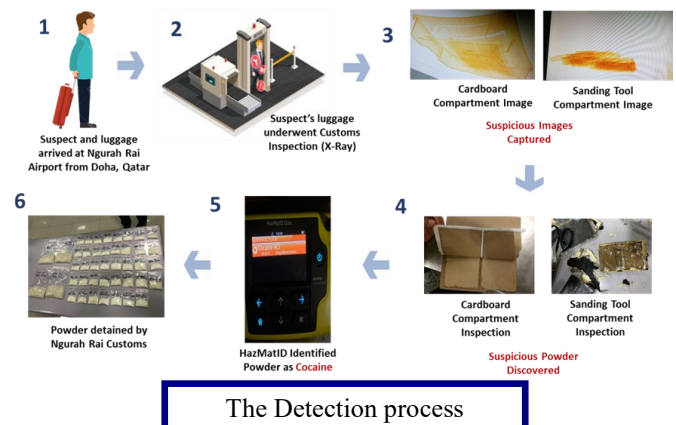 1
Suspect and luggage
arrived at Ngurah Rai
Airport from Doha, Qatar
2
Suspect's luggage
underwent Customs
Inspection (X-Ray)
3
Cardboard
Compartment Image
Sanding Tool
Compartment Image
Suspicious Images
Captured
4
Cardboard
Compartment
Inspection
Sanding Tool
Compartment
Inspection
Suspicious Powder
Discovered
5
HazMatID
HazMatID Identified
Powder as Cocaine
6
Powder detained by
Ngurah Rai Customs
The Detection process